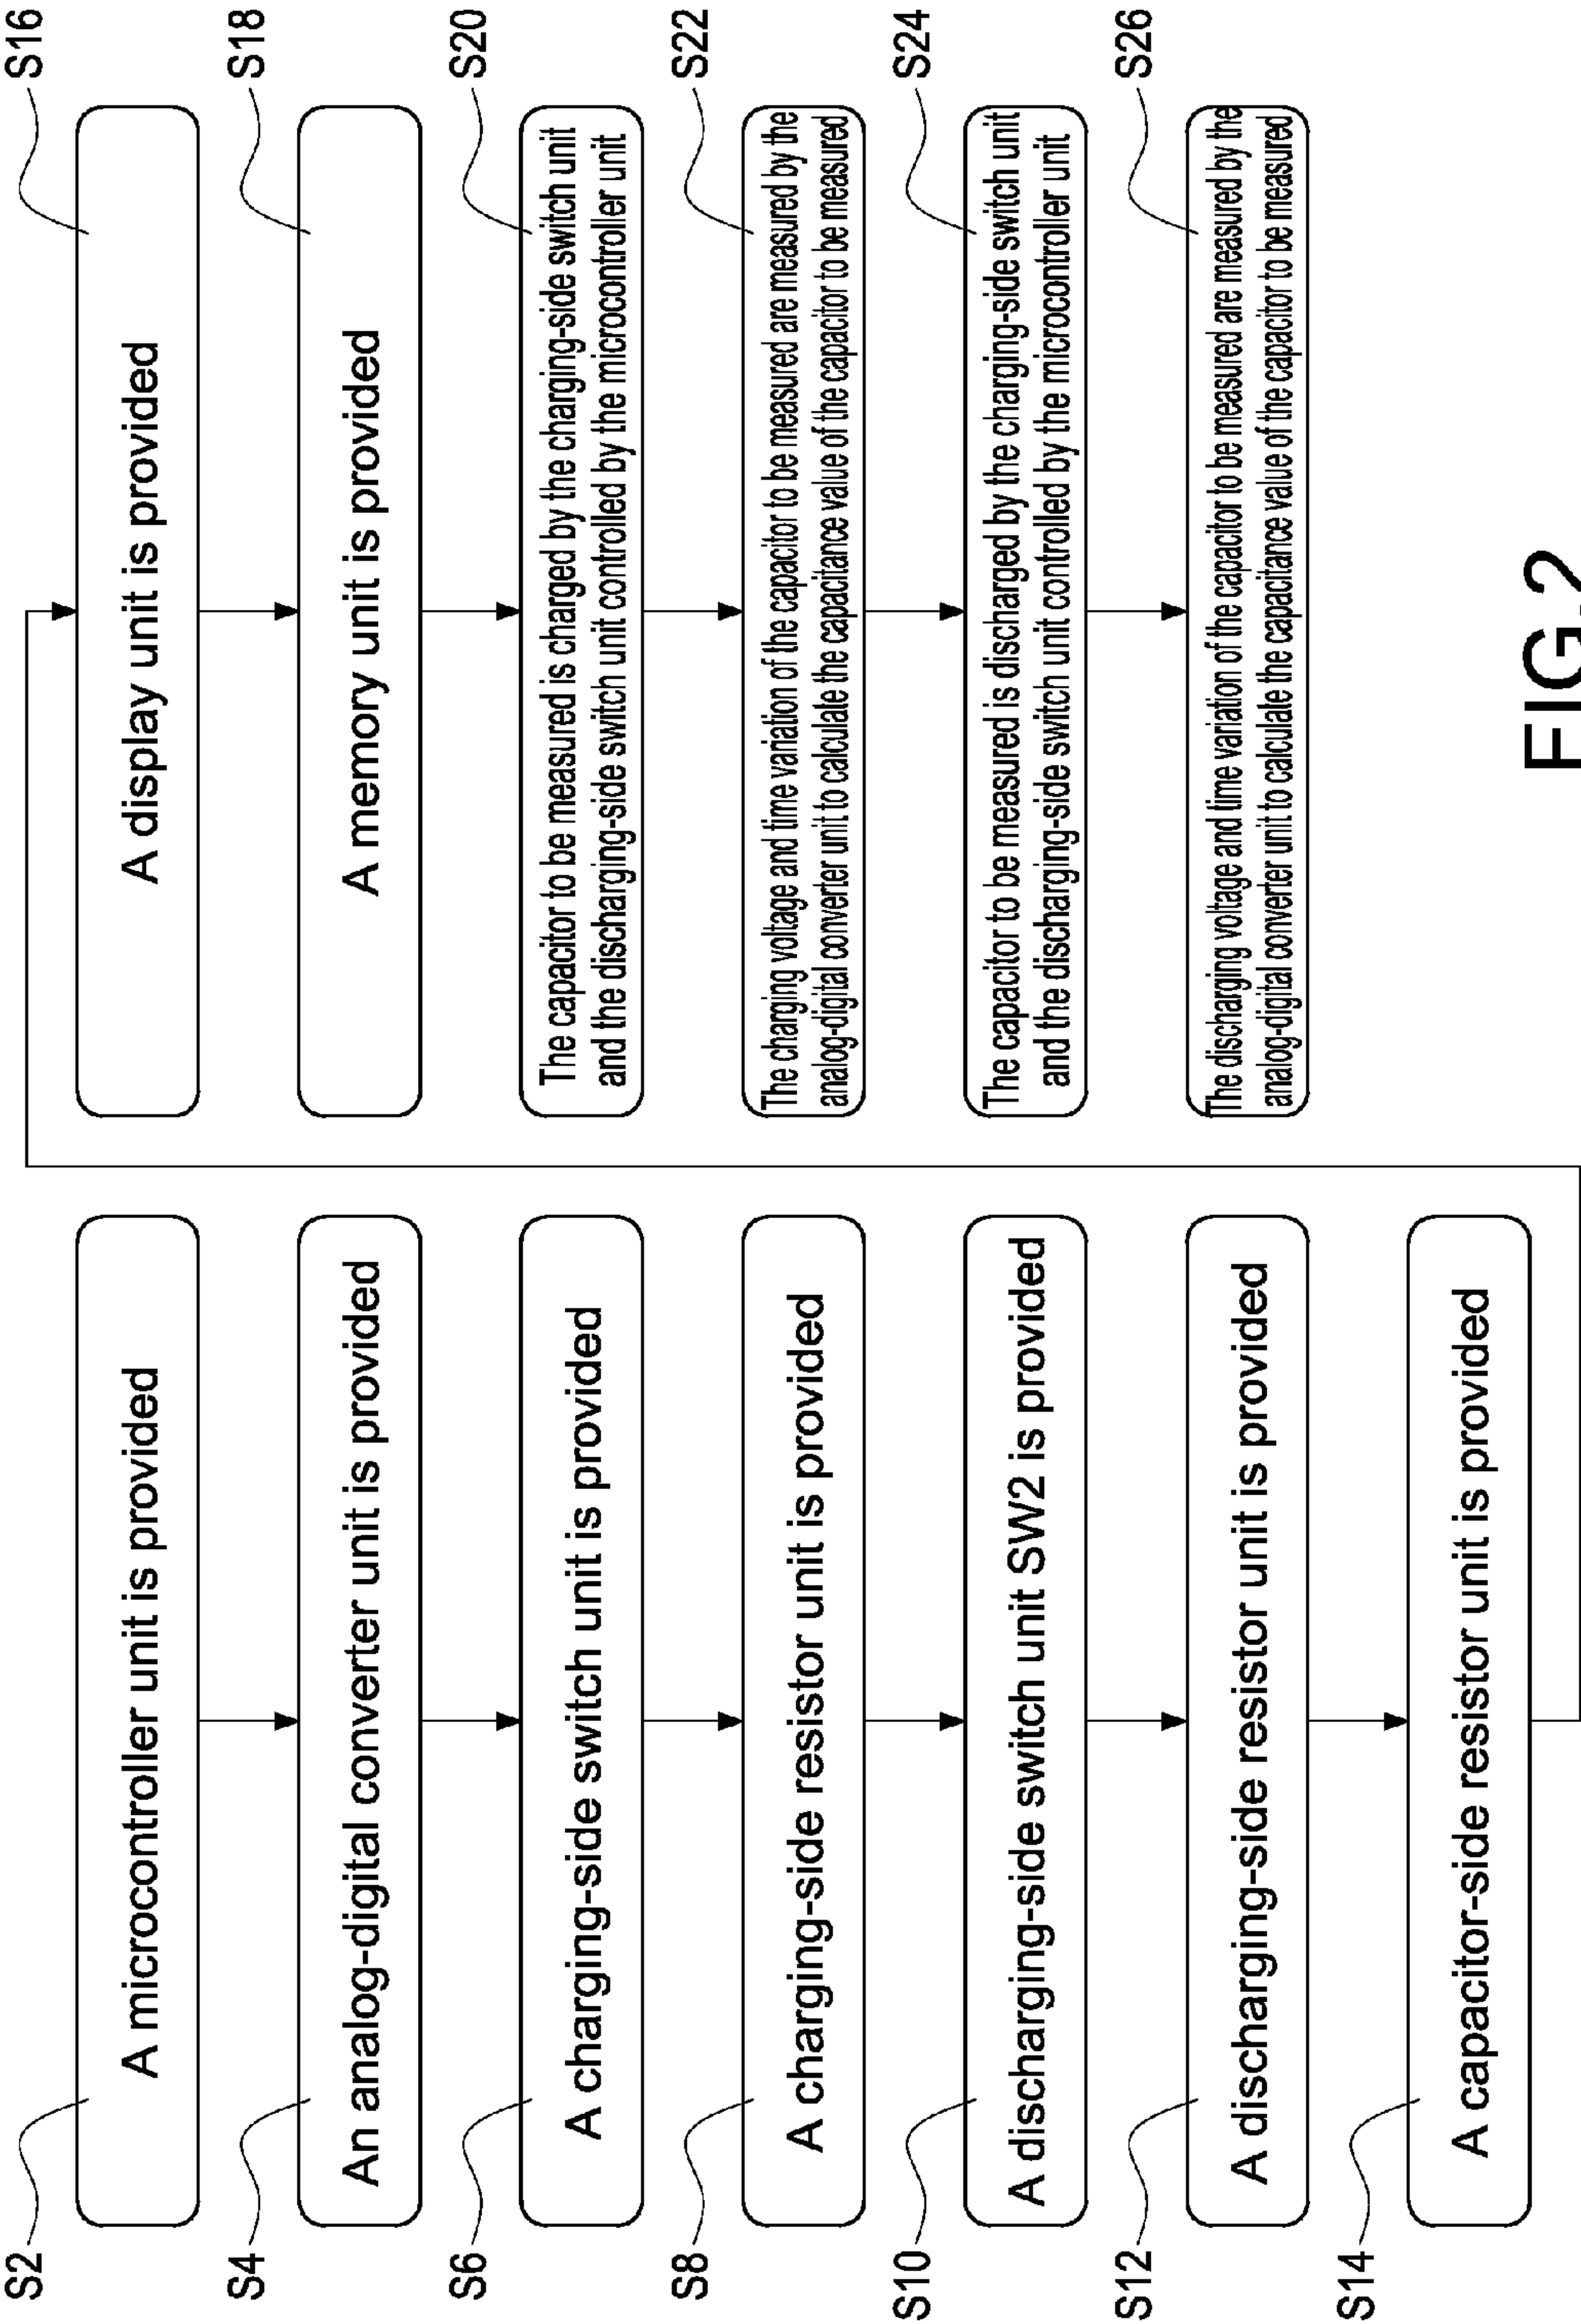 S2
A microcontroller unit is provided
S4
An analog-digital converter unit is provided
S6
A charging-side switch unit is provided
S8
A charging-side resistor unit is provided
S10
A discharging-side switch unit SW2 is provided
S12
A discharging-side resistor unit is provided
S14
A capacitor-side resistor unit is provided
S16
A display unit is provided
S18
A memory unit is provided
S20
The capacitor to be measured is charged by the charging-side switch unit
and the discharging-side switch unit controlled by the microcontroller unit
S22
The charging voltage and time variation of the capacitor to be measured are measured by the
analog-digital converter unit to calculate the capacitance value of the capacitor to be measured
S24
The capacitor to be measured is discharged by the charging-side switch unit
and the discharging-side switch unit controlled by the microcontroller unit
S26
The discharging voltage and time variation of the capacitor to be measured are measured by the
analog-digital converter unit to calculate the capacitance value of the capacitor to be measured
FIG.2